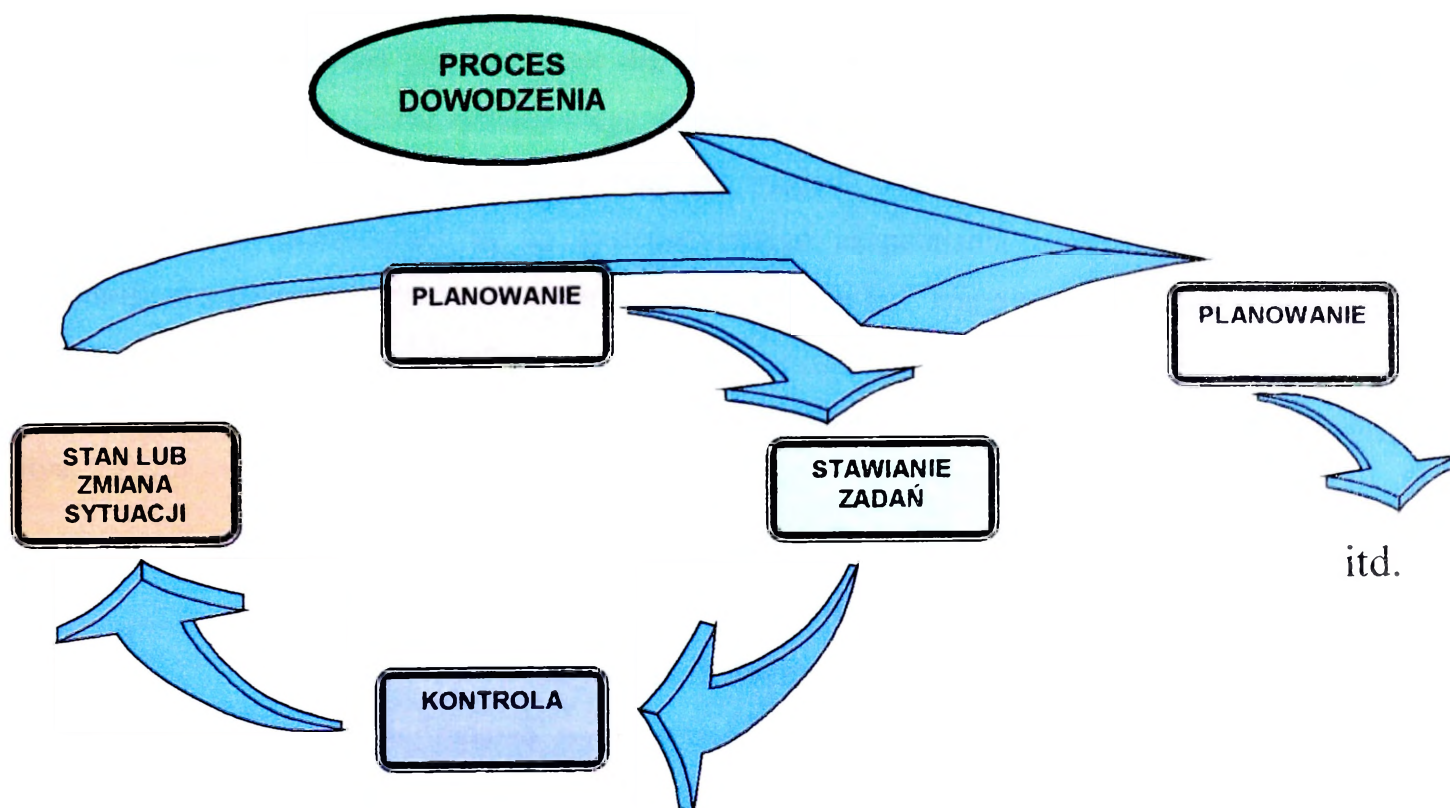 PROCES
DOWODZENIA
PLANOWANIE
PLANOWANIE
STAN LUB
ZMIANA
SYTUACJI
STAWIANIE
ZADAŃ
itd.
KONTROLA